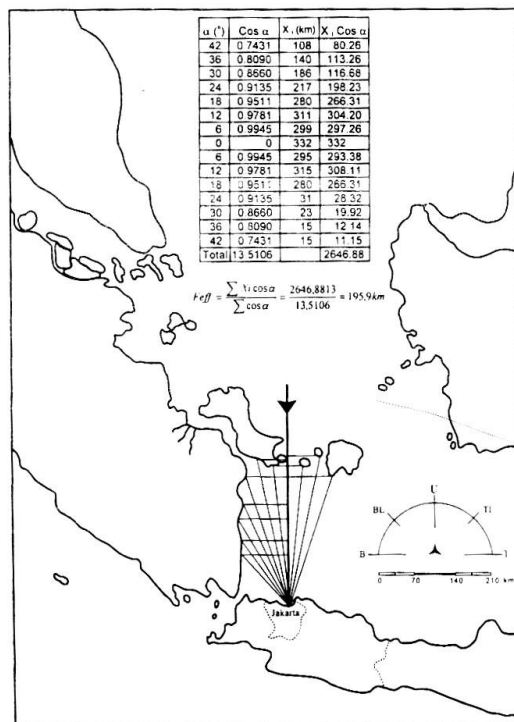 α (°) Cos α X i (km) X i Cos α
42 0.7431 108 80.26
36 0.8090 140 113.26
30 0.8660 186 116.68
24 0.9135 217 198.23
18 0.9511 280 266.31
12 0.9781 311 304.20
6 0.9945 299 297.26
0 0 332 332
6 0.9945 295 293.38
12 0.9781 315 308.11
18 0.9511 280 266.31
24 0.9135 31 28.32
30 0.8660 23 19.92
36 0.8090 15 12.14
42 0.7431 15 11.15
Total 13.5106 2646.88
Feff = ∑ Xi cos α / ∑ cos α = 2646,8813 / 13,5106 = 195,9km
U
BL TI
B T
0 70 140 210 km
Jakarta